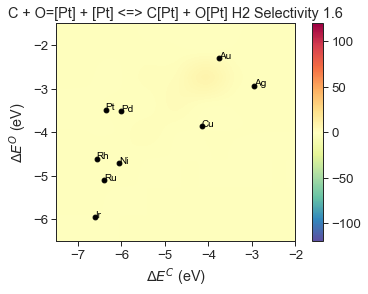 C + O=[Pt] + [Pt] <=> C[Pt] + O[Pt] H2 Selectivity 1.6
−2
−3
−4
−5
−6
ΔE^O (eV)
Au
Ag
Pt
Pd
Cu
Rh
Ni
Ru
Ir
−7
−6
−5
−4
−3
−2
ΔE^C (eV)
100
50
0
−50
−100